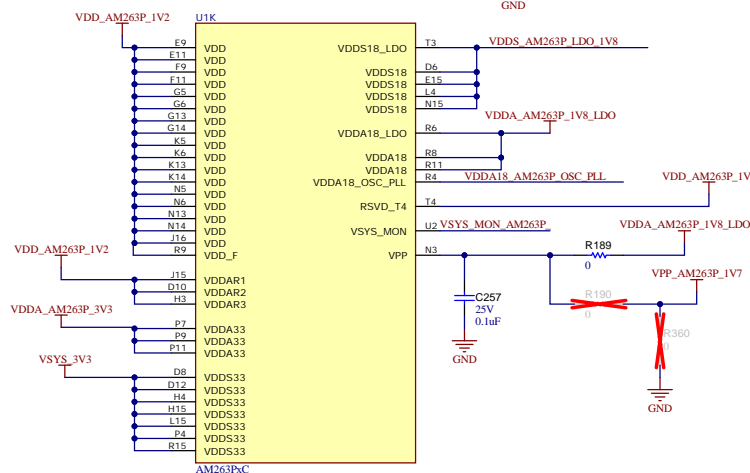 GND
VDD_AM263P_1V2
U1K
E9 VDD
E11 VDD
F9 VDD
F11 VDD
G5 VDD
G6 VDD
G13 VDD
G14 VDD
K5 VDD
K6 VDD
K13 VDD
K14 VDD
N5 VDD
N6 VDD
N13 VDD
N14 VDD
J16 VDD
R9 VDD_F
VDD_AM263P_1V2
J15 VDDAR1
D10 VDDAR2
H3 VDDAR3
VDDA_AM263P_3V3
P7 VDDA33
P9 VDDA33
P11 VDDA33
VSYS_3V3
D8 VDDS33
D12 VDDS33
H4 VDDS33
H15 VDDS33
L15 VDDS33
P4 VDDS33
R15 VDDS33
AM263PxC
VDDS18_LDO T3 VDDS_AM263P_LDO_1V8
VDDS18 D6
VDDS18 E15
VDDS18 L4
VDDS18 N15
VDDA_AM263P_1V8_LDO
VDDA18_LDO R6
VDDA18 R8
VDDA18 R11
VDDA18_OSC_PLL R4 VDDA18_AM263P_OSC_PLL
VDD_AM263P_1V
RSVD_T4 T4
VSYS_MON U2 VSYS_MON_AM263P
VDDA_AM263P_1V8_LDO
VPP N3
R189
0
VPP_AM263P_1V7
C257
25V
0.1uF
GND
R190
0
R360
0
GND